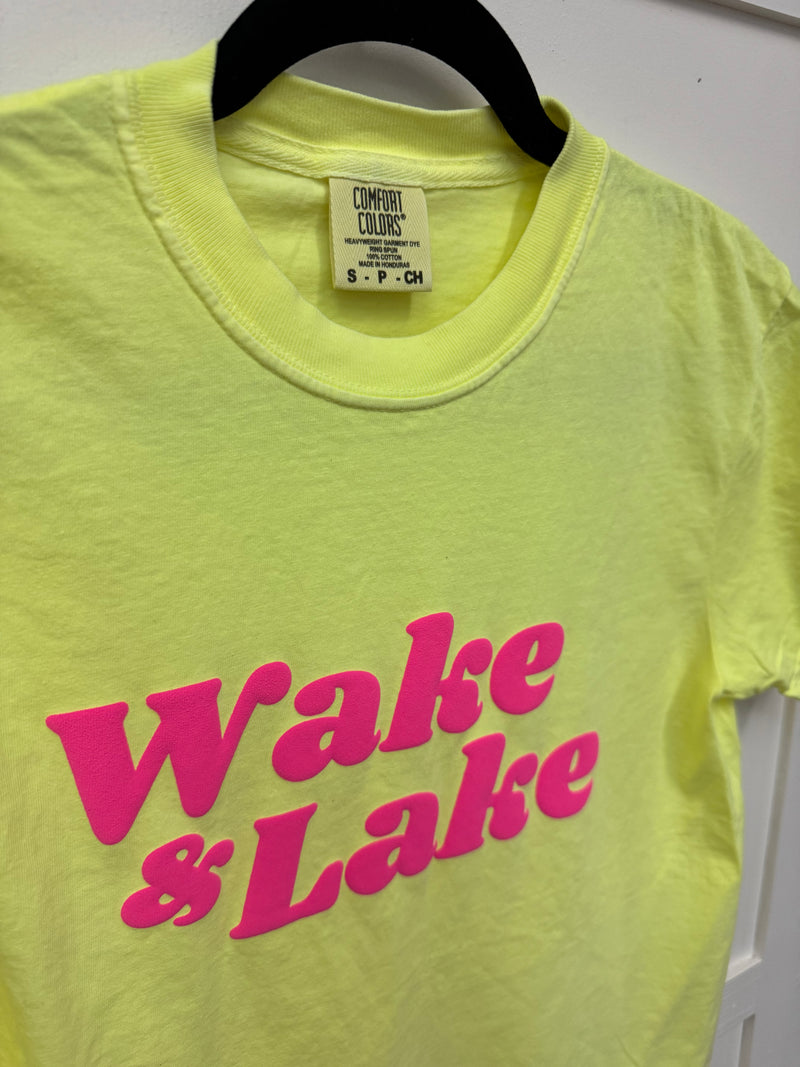 COMFORT
COLORS®
HEAVYWEIGHT GARMENT DYE
RING SPUN
100% COTTON
MADE IN HONDURAS
S - P - CH
Wake
& Lake